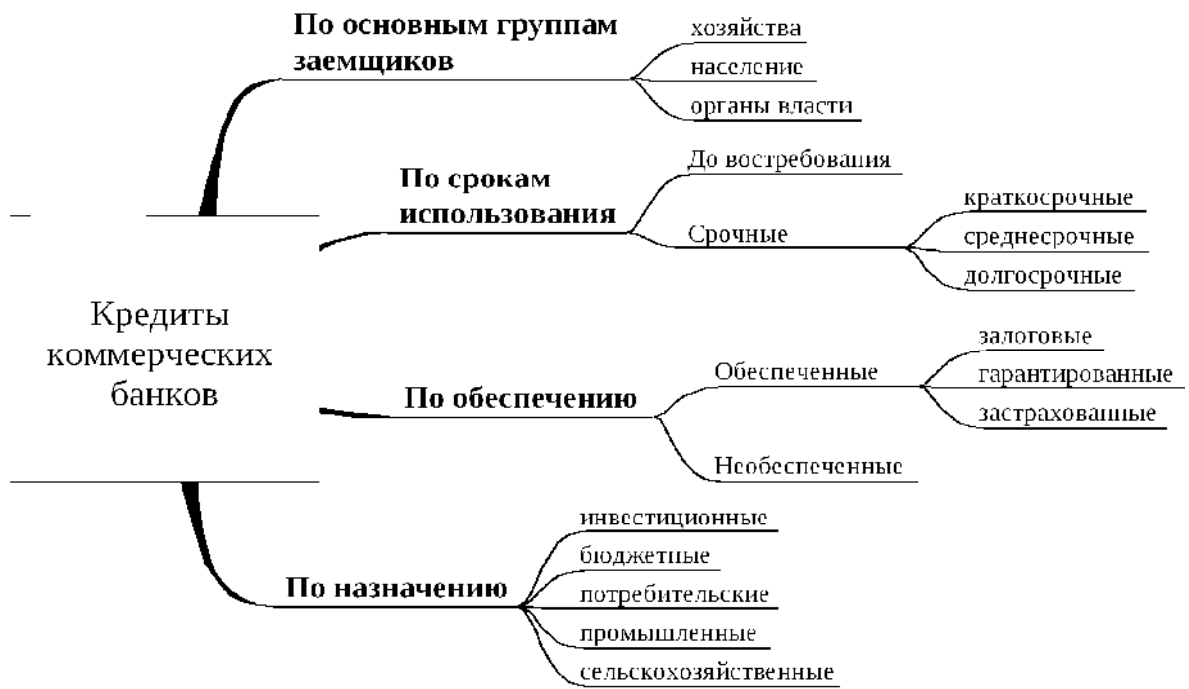 По основным группам
заемщиков
хозяйства
население
органы власти
По срокам
использования
До востребования
Срочные
краткосрочные
среднесрочные
долгосрочные
Кредиты
коммерческих
банков
По обеспечению
Обеспеченные
залоговые
гарантированные
застрахованные
Необеспеченные
По назначению
инвестиционные
бюджетные
потребительские
промышленные
сельскохозяйственные